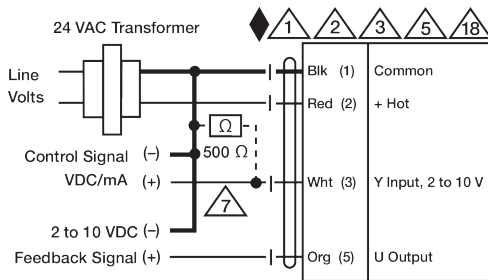 24 VAC Transformer
1 2 3 5 18
Line
Volts
Blk (1) Common
Red (2) + Hot
Ω
500 Ω
Control Signal (−)
VDC/mA (+)
Wht (3) Y Input, 2 to 10 V
7
2 to 10 VDC (−)
Feedback Signal (+)
Org (5) U Output